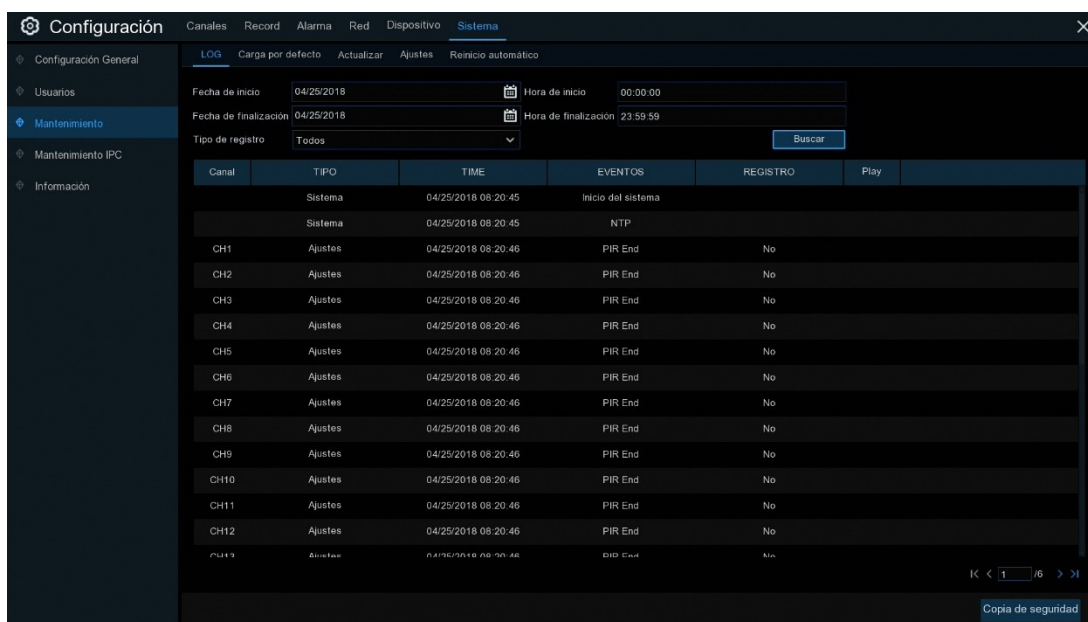 Configuración Canales Record Alarma Red Dispositivo Sistema
Configuración General
Usuarios
Mantenimiento
Mantenimiento IPC
Información
LOG Carga por defecto Actualizar Ajustes Reinicio automático
Fecha de inicio 04/25/2018 Hora de inicio 00:00:00
Fecha de finalización 04/25/2018 Hora de finalización 23:59:59
Tipo de registro Todos Buscar
Canal TIPO TIME EVENTOS REGISTRO Play
Sistema 04/25/2018 08:20:45 Inicio del sistema
Sistema 04/25/2018 08:20:45 NTP
CH1 Ajustes 04/25/2018 08:20:46 PIR End No
CH2 Ajustes 04/25/2018 08:20:46 PIR End No
CH3 Ajustes 04/25/2018 08:20:46 PIR End No
CH4 Ajustes 04/25/2018 08:20:46 PIR End No
CH5 Ajustes 04/25/2018 08:20:46 PIR End No
CH6 Ajustes 04/25/2018 08:20:46 PIR End No
CH7 Ajustes 04/25/2018 08:20:46 PIR End No
CH8 Ajustes 04/25/2018 08:20:46 PIR End No
CH9 Ajustes 04/25/2018 08:20:46 PIR End No
CH10 Ajustes 04/25/2018 08:20:46 PIR End No
CH11 Ajustes 04/25/2018 08:20:46 PIR End No
CH12 Ajustes 04/25/2018 08:20:46 PIR End No
CH13 Ajustes 04/25/2018 08:20:46 PIR End No
1 /6
Copia de seguridad